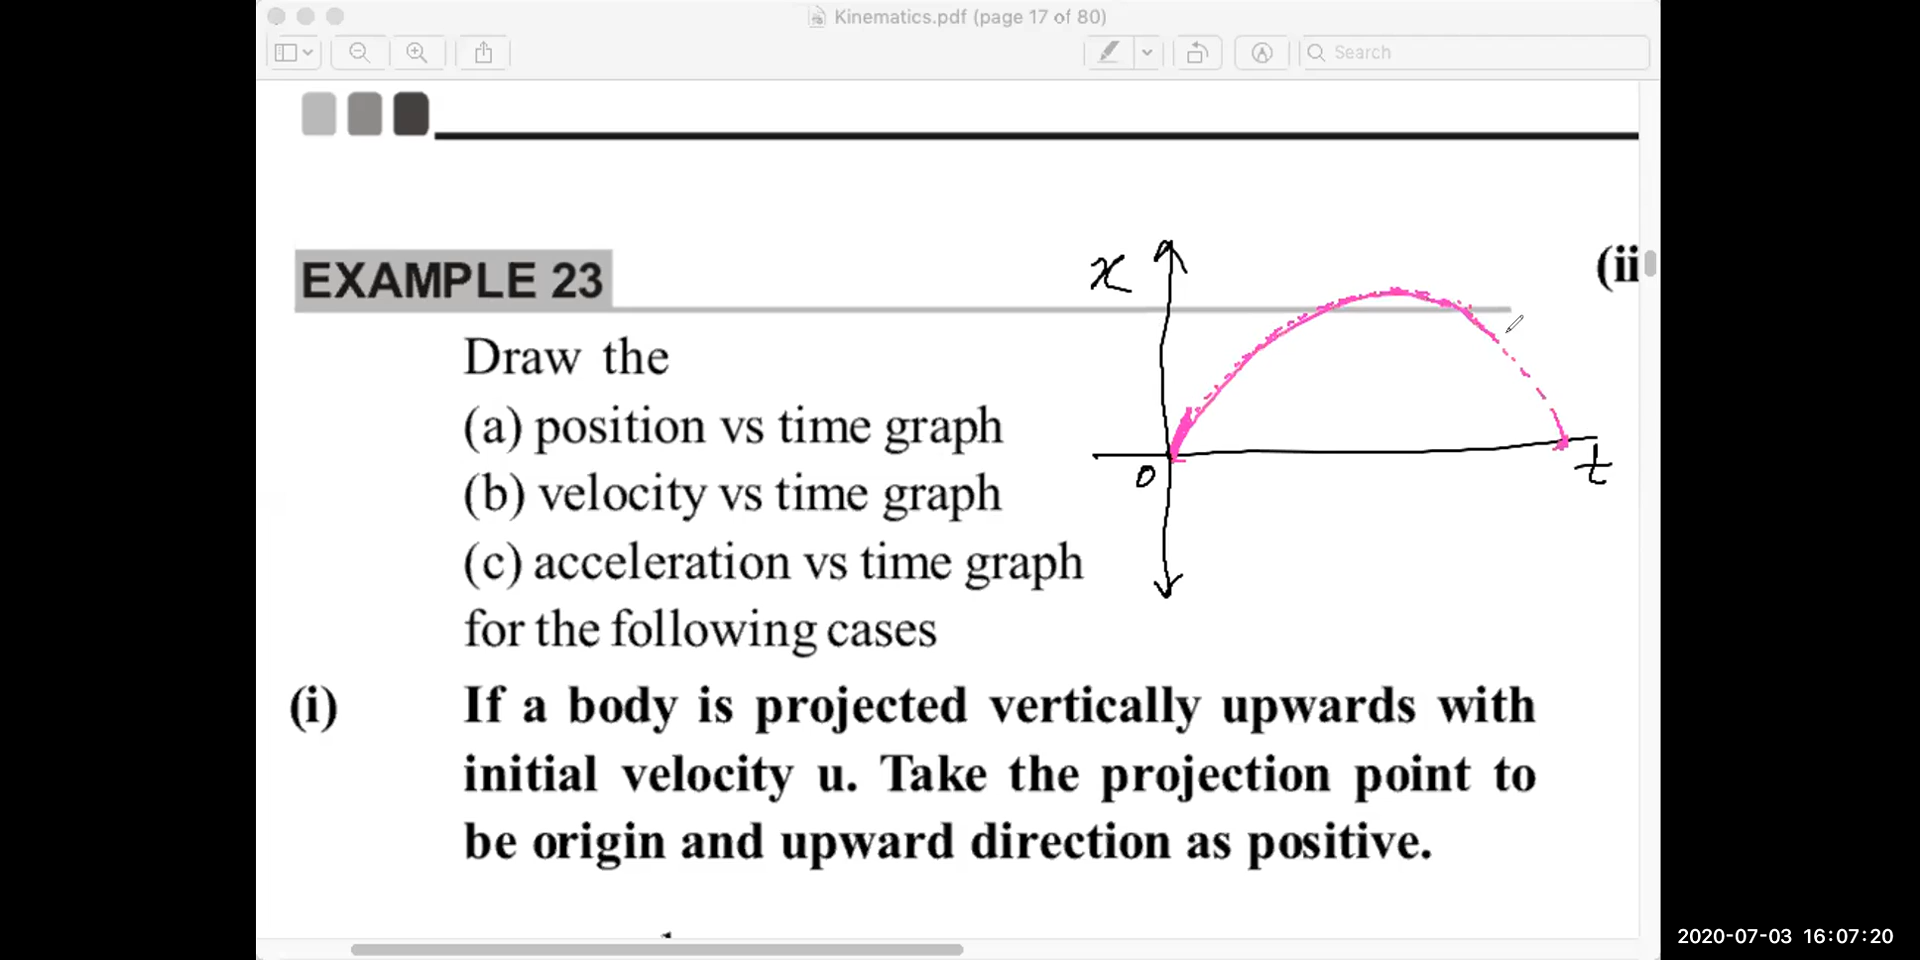 Kinematics.pdf (page 17 of 80)
Search
EXAMPLE 23
x
(ii
Draw the
(a) position vs time graph
(b) velocity vs time graph
0
t
(c) acceleration vs time graph
for the following cases
(i) If a body is projected vertically upwards with
initial velocity u. Take the projection point to
be origin and upward direction as positive.
2020-07-03 16:07:20